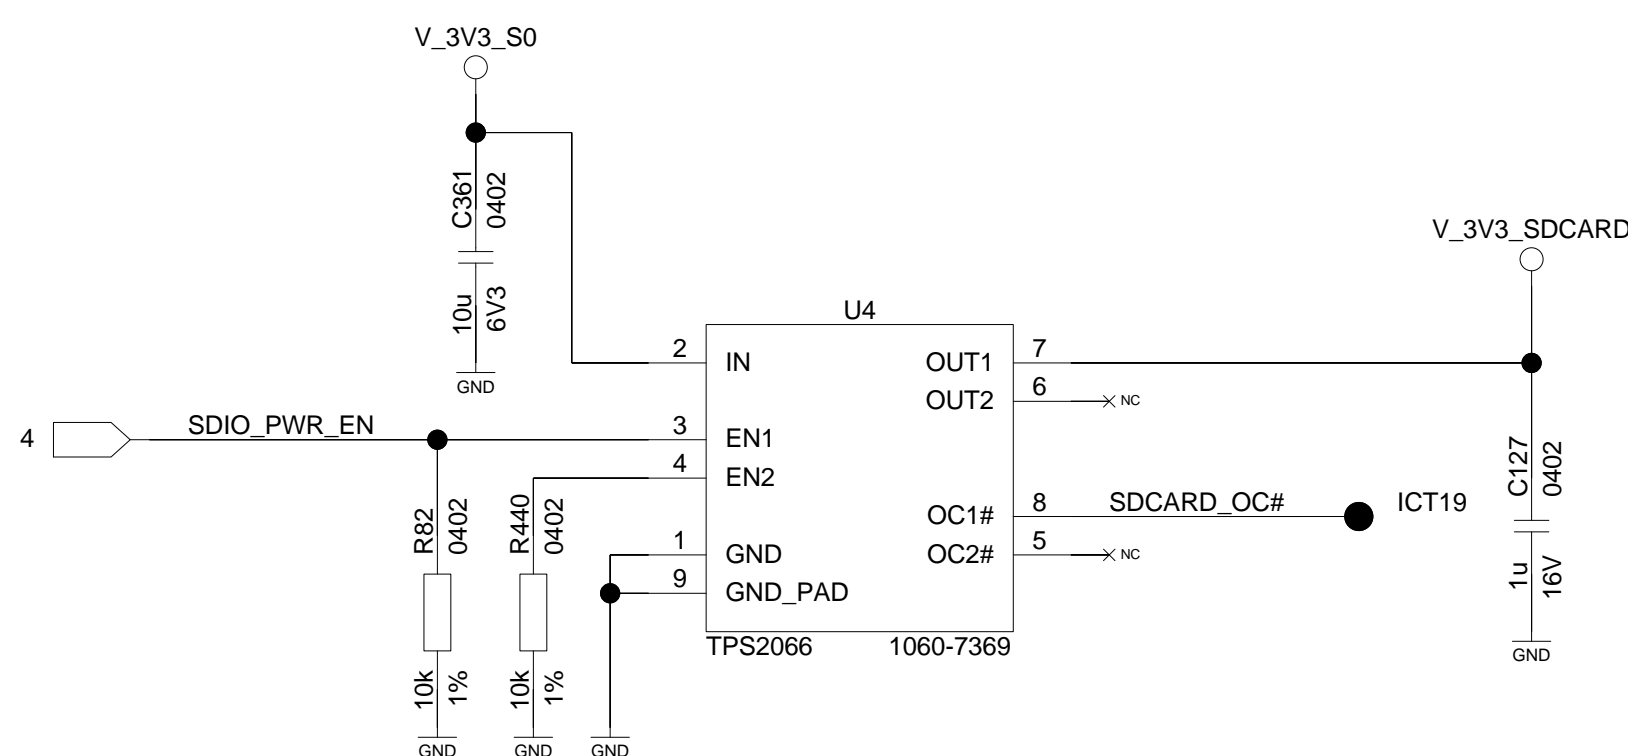 V_3V3_S0
C361
0402
10u
6V3
GND
V_3V3_SDCARD
U4
2
IN
OUT1
7
OUT2
6
NC
4
SDIO_PWR_EN
3
EN1
4
EN2
R82
0402
R440
0402
OC1#
8
SDCARD_OC#
ICT19
C127
0402
1
GND
OC2#
5
NC
9
GND_PAD
1u
16V
TPS2066
1060-7369
GND
10k
1%
10k
1%
GND
GND
GND